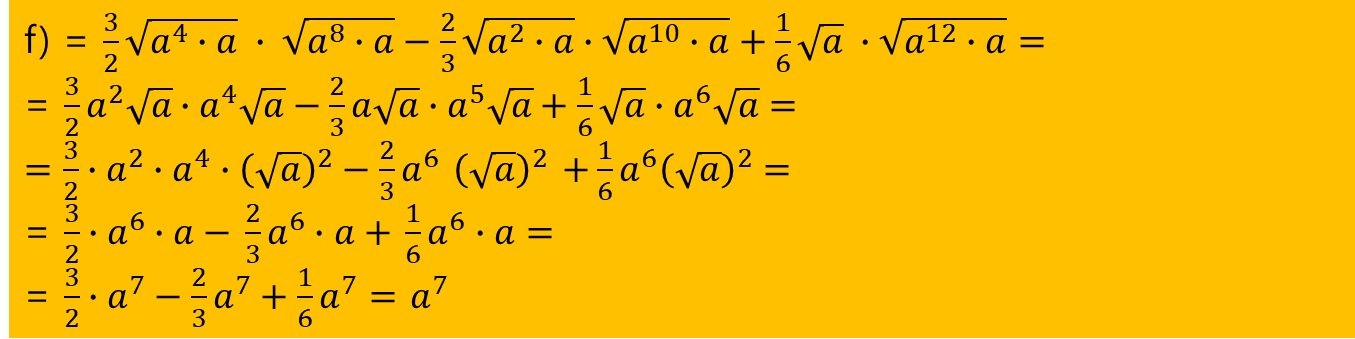 f) = 3/2 √(a⁴ · a) · √(a⁸ · a) − 2/3 √(a² · a) · √(a¹⁰ · a) + 1/6 √a · √(a¹² · a) =
= 3/2 a²√a · a⁴√a − 2/3 a√a · a⁵√a + 1/6 √a · a⁶√a =
= 3/2 · a² · a⁴ · (√a)² − 2/3 a⁶ (√a)² + 1/6 a⁶(√a)² =
= 3/2 · a⁶ · a − 2/3 a⁶ · a + 1/6 a⁶ · a =
= 3/2 · a⁷ − 2/3 a⁷ + 1/6 a⁷ = a⁷